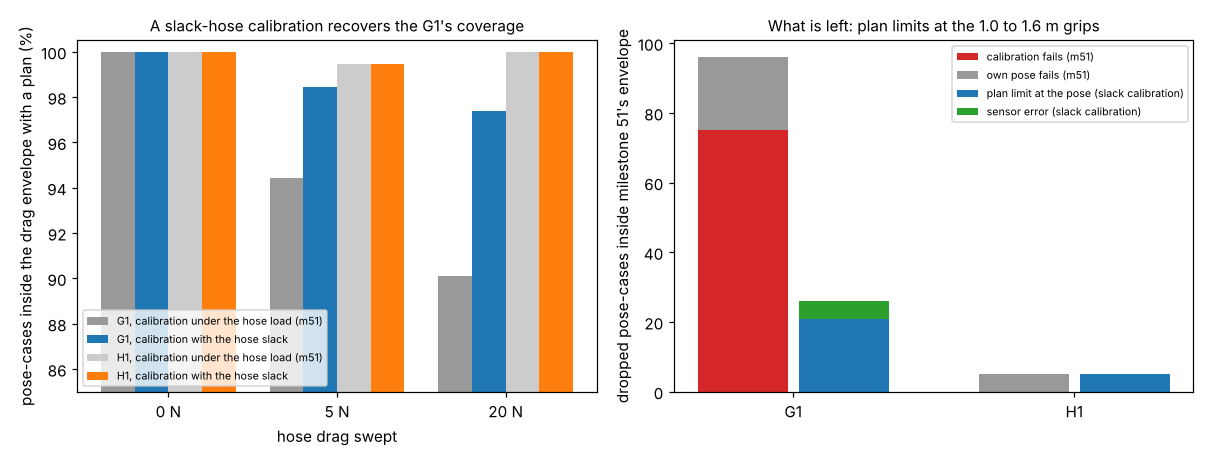 A slack-hose calibration recovers the G1's coverage
pose-cases inside the drag envelope with a plan (%)
100
98
96
94
92
90
88
86
G1, calibration under the hose load (m51)
G1, calibration with the hose slack
H1, calibration under the hose load (m51)
H1, calibration with the hose slack
0 N
5 N
20 N
hose drag swept
What is left: plan limits at the 1.0 to 1.6 m grips
dropped pose-cases inside milestone 51's envelope
100
80
60
40
20
0
calibration fails (m51)
own pose fails (m51)
plan limit at the pose (slack calibration)
sensor error (slack calibration)
G1
H1